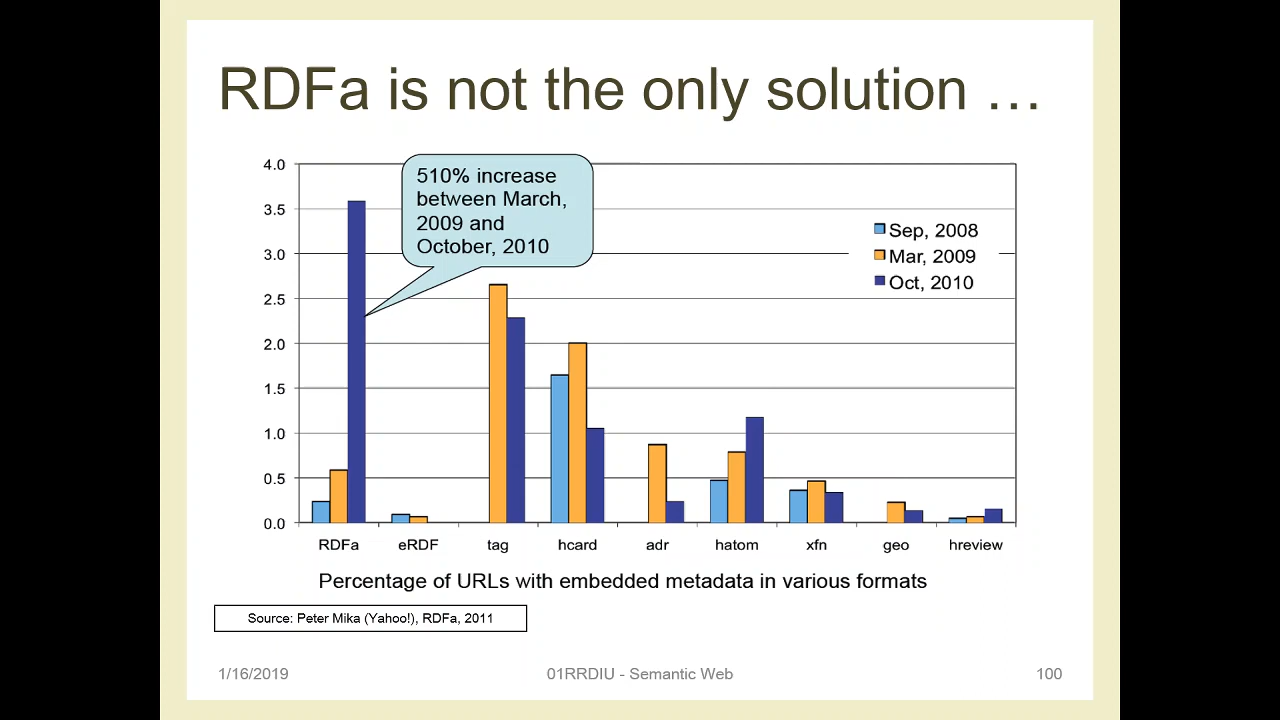 RDFa is not the only solution …
510% increase
between March,
2009 and
October, 2010
4.0
3.5
3.0
2.5
2.0
1.5
1.0
0.5
0.0
Sep, 2008
Mar, 2009
Oct, 2010
RDFa eRDF tag hcard adr hatom xfn geo hreview
Percentage of URLs with embedded metadata in various formats
Source: Peter Mika (Yahoo!), RDFa, 2011
1/16/2019 01RRDIU - Semantic Web 100